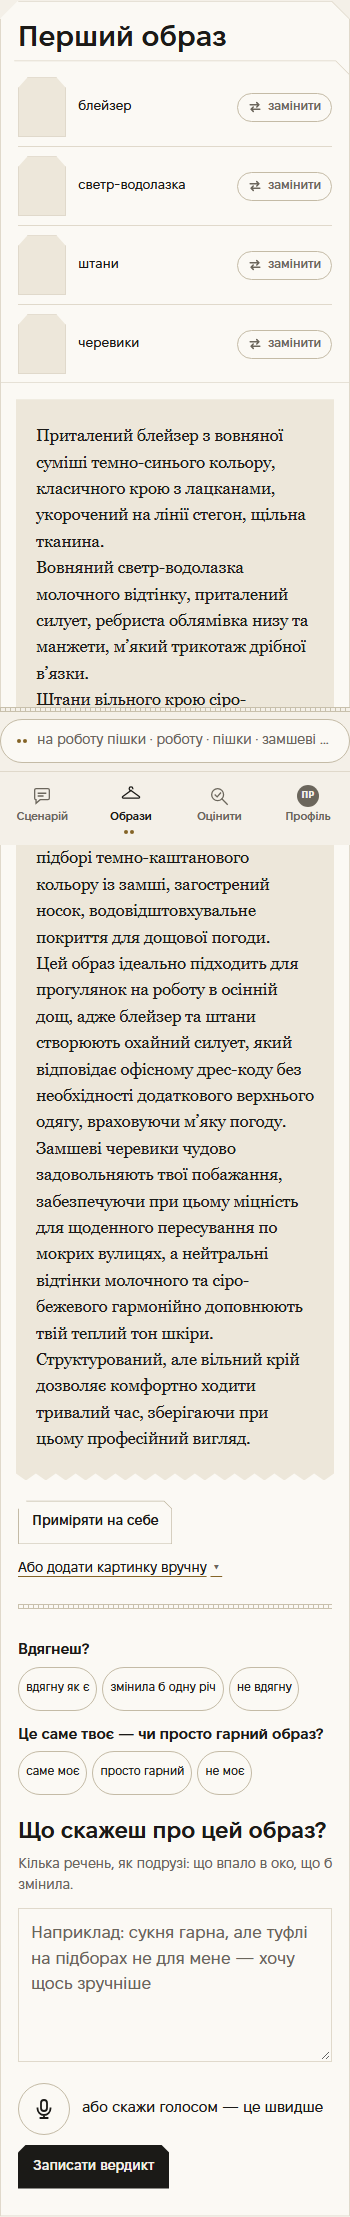 Перший образ
блейзер
замінити
светр-водолазка
замінити
штани
замінити
черевики
замінити
Приталений блейзер з вовняної
суміші темно-синього кольору,
класичного крою з лацканами,
укорочений на лінії стегон, щільна
тканина.
Вовняний светр-водолазка
молочного відтінку, приталений
силует, ребриста облямівка низу та
манжети, м’який трикотаж дрібної
в’язки.
Штани вільного крою сіро-
на роботу пішки · роботу · пішки · замшеві ...
Сценарій
Образи
Оцінити
ПР
Профіль
підборі темно-каштанового
кольору із замші, загострений
носок, водовідштовхувальне
покриття для дощової погоди.
Цей образ ідеально підходить для
прогулянок на роботу в осінній
дощ, адже блейзер та штани
створюють охайний силует, який
відповідає офісному дрес-коду без
необхідності додаткового верхнього
одягу, враховуючи м’яку погоду.
Замшеві черевики чудово
задовольняють твої побажання,
забезпечуючи при цьому міцність
для щоденного пересування по
мокрих вулицях, а нейтральні
відтінки молочного та сіро-
бежевого гармонійно доповнюють
твій теплий тон шкіри.
Структурований, але вільний крій
дозволяє комфортно ходити
тривалий час, зберігаючи при
цьому професійний вигляд.
Приміряти на себе
Або додати картинку вручну
Вдягнеш?
вдягну як є
змінила б одну річ
не вдягну
Це саме твоє — чи просто гарний образ?
саме моє
просто гарний
не моє
Що скажеш про цей образ?
Кілька речень, як подрузі: що впало в око, що б
змінила.
Наприклад: сукня гарна, але туфлі
на підборах не для мене — хочу
щось зручніше
або скажи голосом — це швидше
Записати вердикт